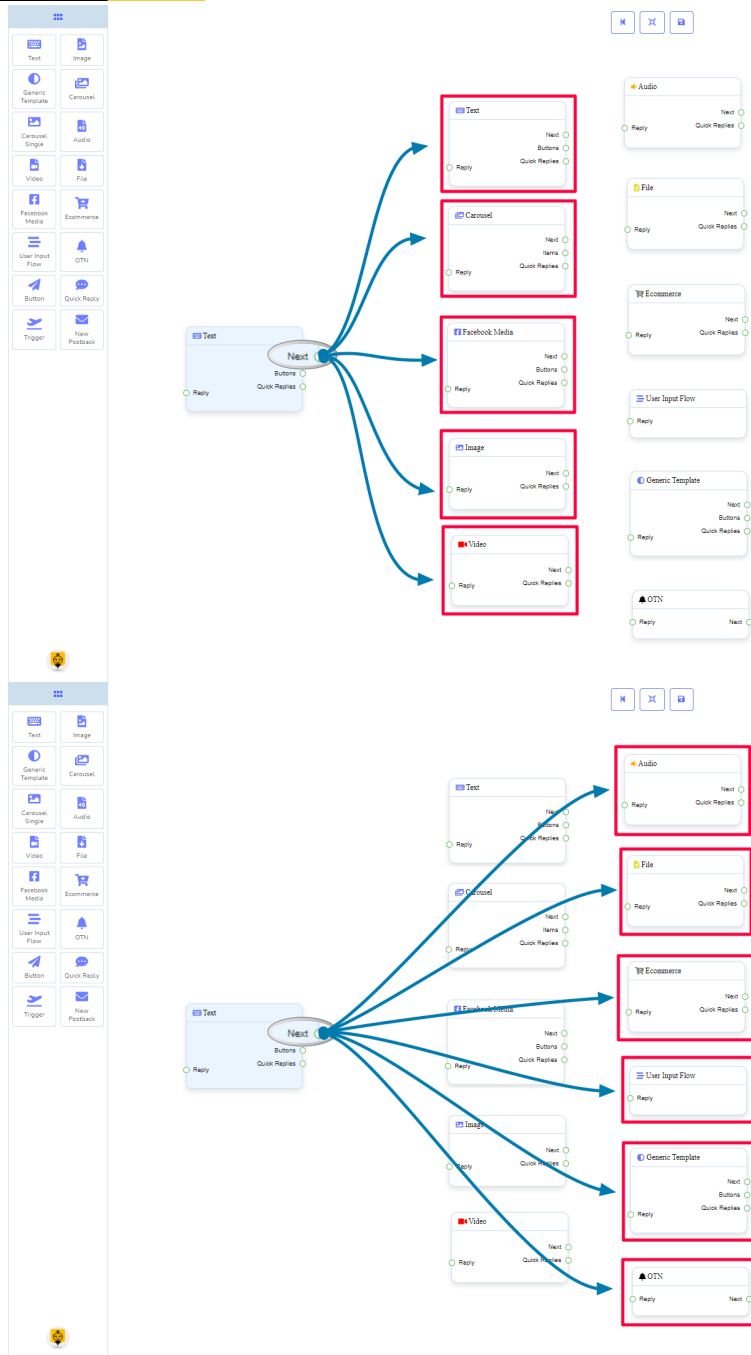 Text
Image
Generic
Template
Carousel
Carousel
Single
Audio
Video
File
Facebook
Media
Ecommerce
User Input
Flow
OTN
Button
Quick Reply
Trigger
New
Postback
Text
Next
Buttons
Quick Replies
Reply
Text
Next
Buttons
Quick Replies
Reply
Carousel
Next
Items
Quick Replies
Reply
Facebook Media
Next
Buttons
Quick Replies
Reply
Image
Next
Quick Replies
Reply
Video
Next
Quick Replies
Reply
Audio
Next
Quick Replies
Reply
File
Next
Quick Replies
Reply
Ecommerce
Next
Quick Replies
Reply
User Input Flow
Reply
Generic Template
Next
Buttons
Quick Replies
Reply
OTN
Reply Next
Text
Image
Generic
Template
Carousel
Carousel
Single
Audio
Video
File
Facebook
Media
Ecommerce
User Input
Flow
OTN
Button
Quick Reply
Trigger
New
Postback
Text
Next
Buttons
Quick Replies
Reply
Text
Next
Buttons
Quick Replies
Reply
Carousel
Next
Items
Quick Replies
Reply
Facebook Media
Next
Buttons
Quick Replies
Reply
Image
Next
Quick Replies
Reply
Video
Next
Quick Replies
Reply
Audio
Next
Quick Replies
Reply
File
Next
Quick Replies
Reply
Ecommerce
Next
Quick Replies
Reply
User Input Flow
Reply
Generic Template
Next
Buttons
Quick Replies
Reply
OTN
Reply Next